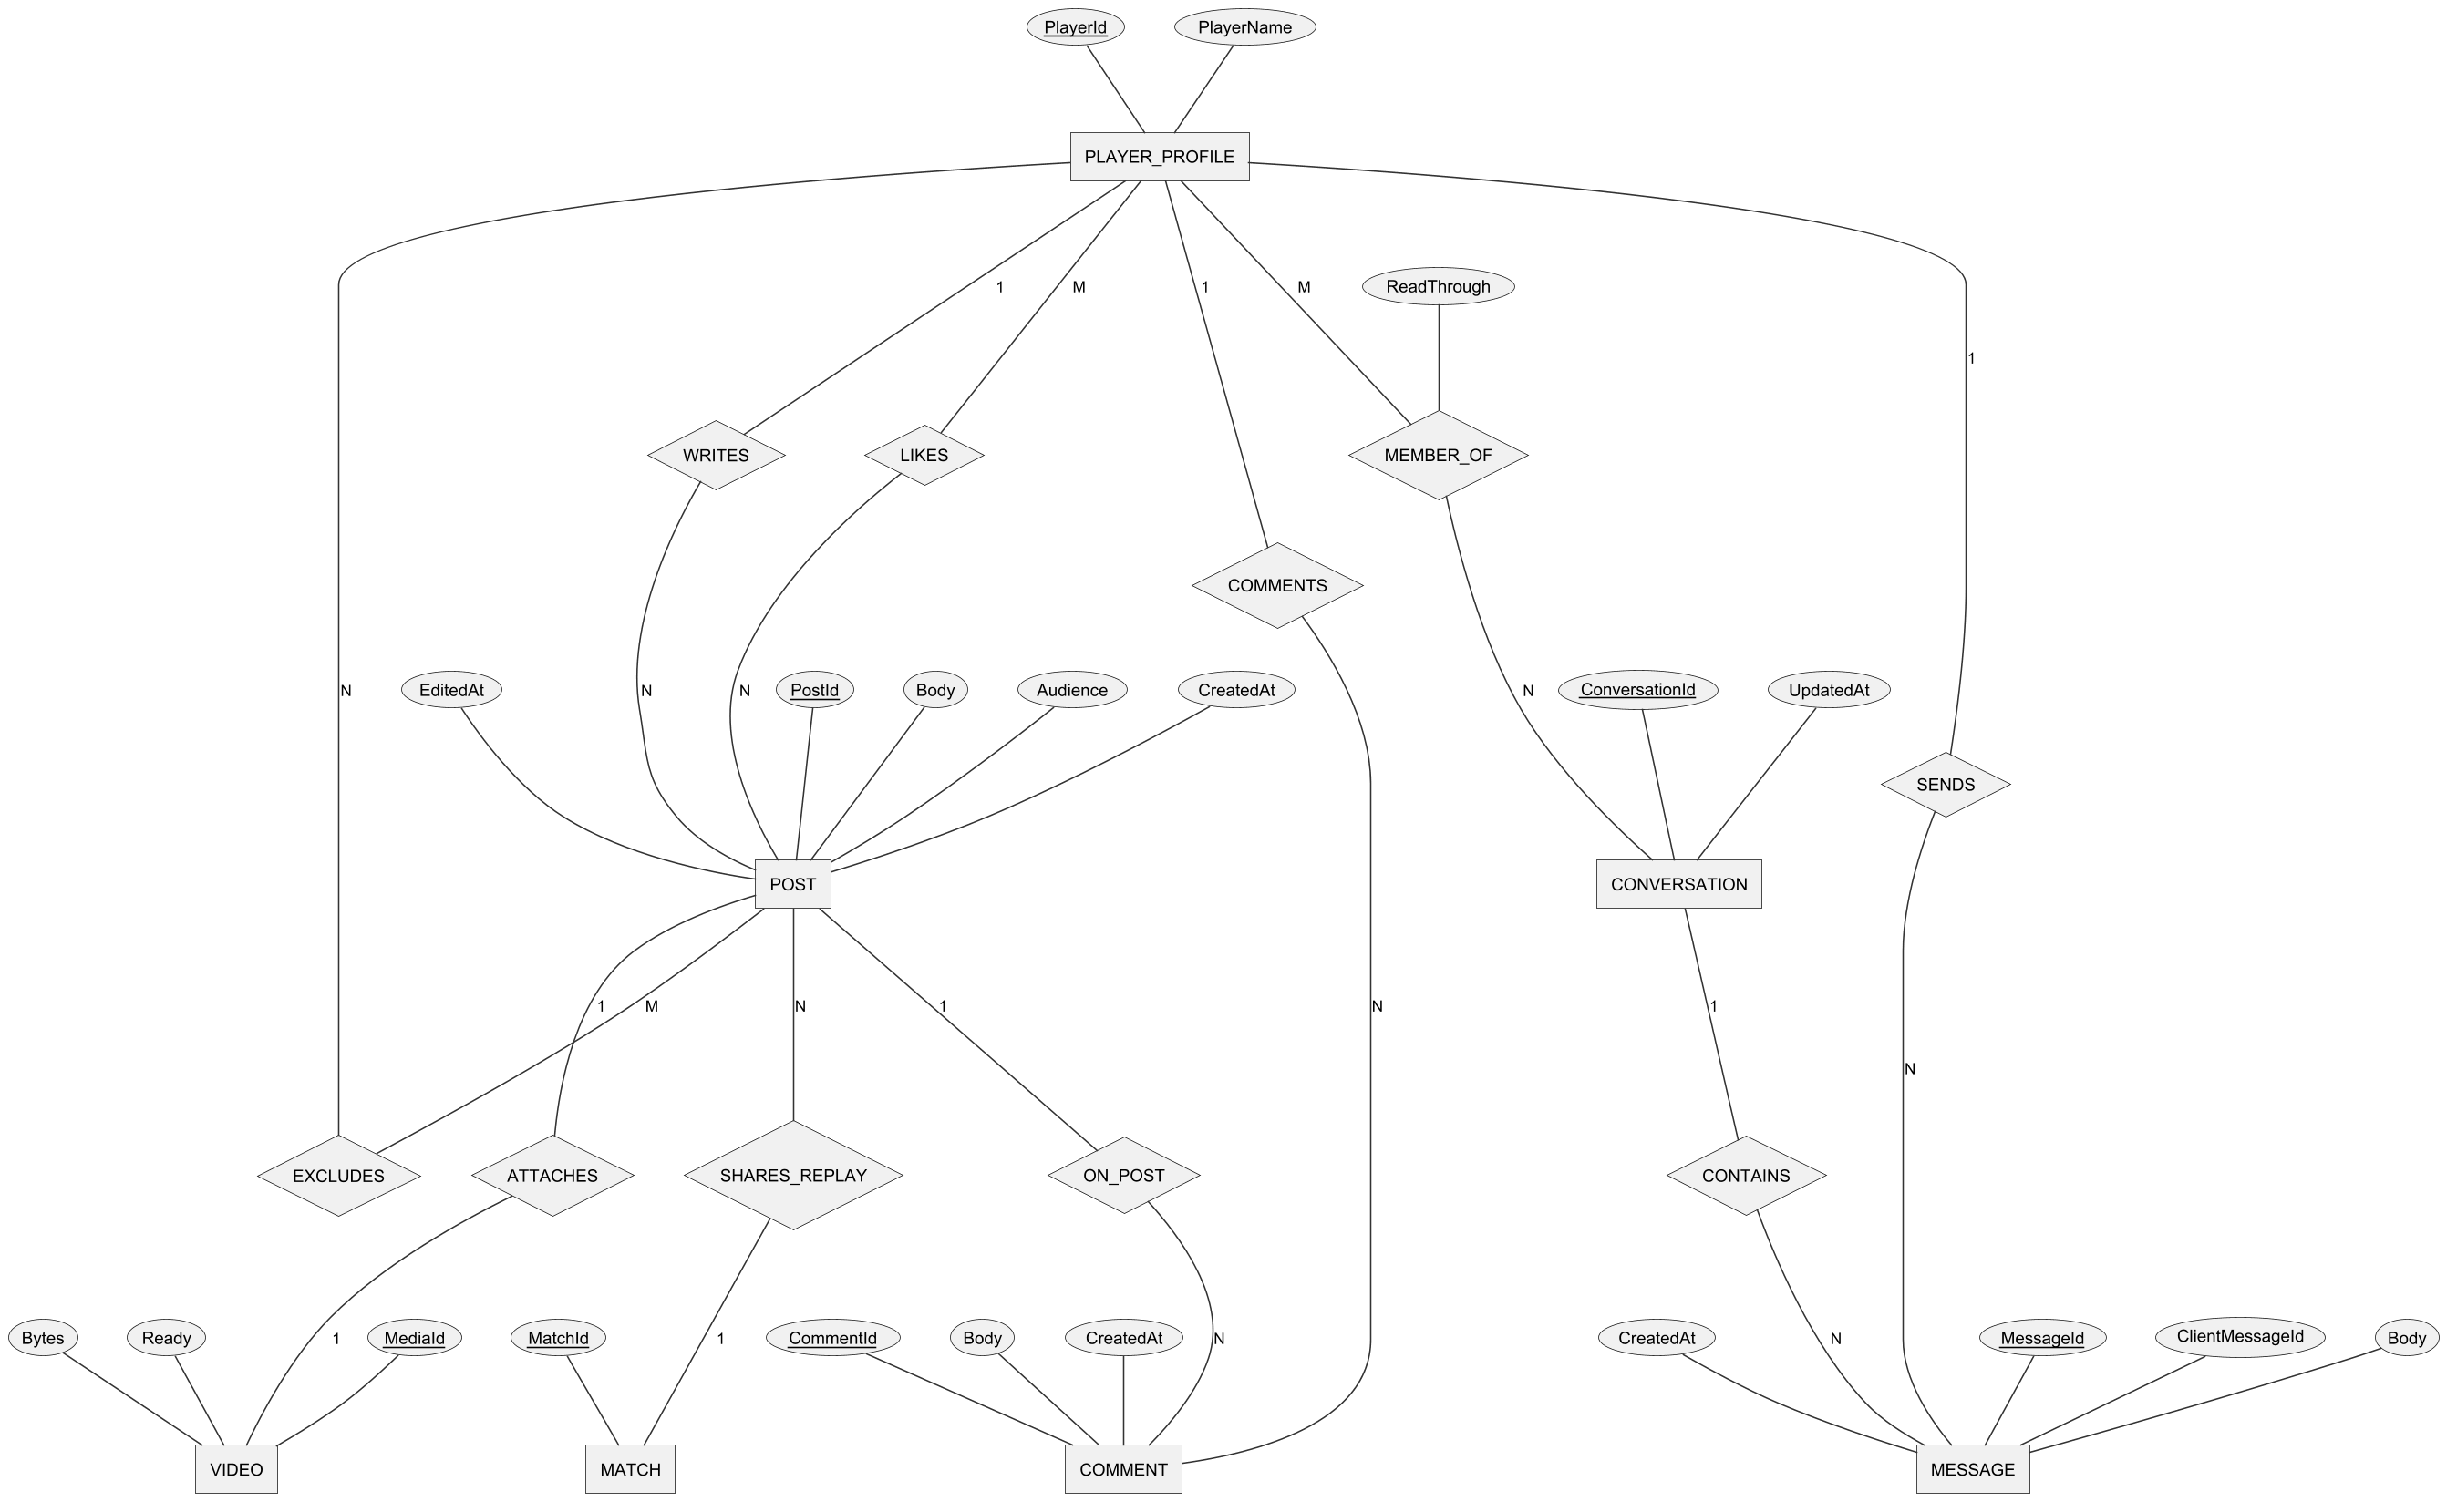 PlayerId
PlayerName
PLAYER_PROFILE
1
M
1
M
ReadThrough
1
WRITES
LIKES
MEMBER_OF
COMMENTS
EditedAt
N
N
N
PostId
Body
Audience
CreatedAt
N
ConversationId
UpdatedAt
SENDS
POST
CONVERSATION
1
M
N
1
N
1
N
EXCLUDES
ATTACHES
SHARES_REPLAY
ON_POST
CONTAINS
Bytes
Ready
1
MediaId
MatchId
1
CommentId
Body
CreatedAt
N
CreatedAt
N
MessageId
ClientMessageId
Body
VIDEO
MATCH
COMMENT
MESSAGE